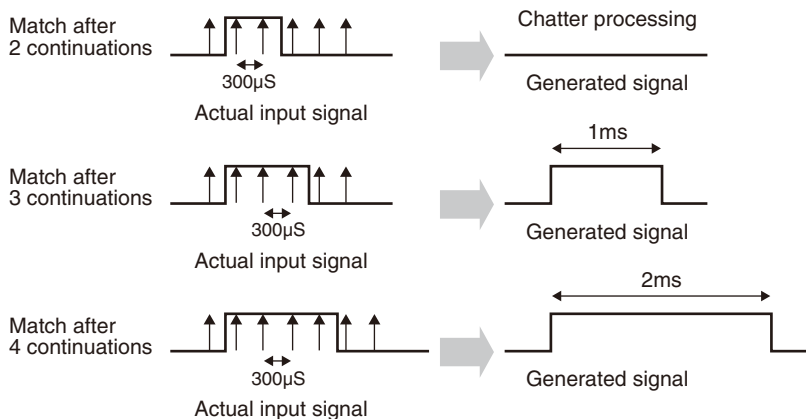 Match after
2 continuations
300µS
Actual input signal
Chatter processing
Generated signal
Match after
3 continuations
300µS
Actual input signal
1ms
Generated signal
Match after
4 continuations
300µS
Actual input signal
2ms
Generated signal